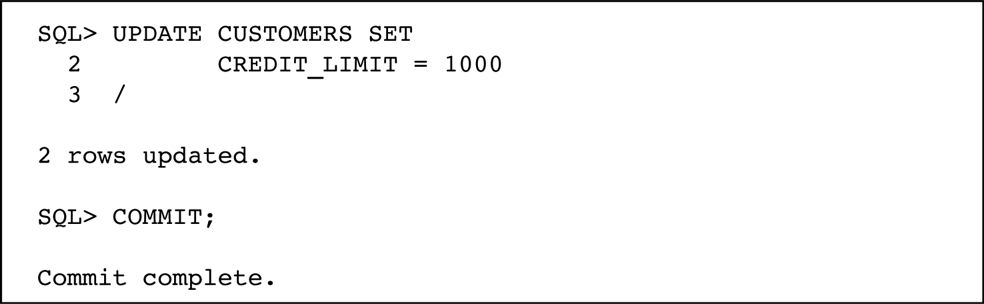 SQL> UPDATE CUSTOMERS SET
  2         CREDIT_LIMIT = 1000
  3  /
2 rows updated.
SQL> COMMIT;
Commit complete.